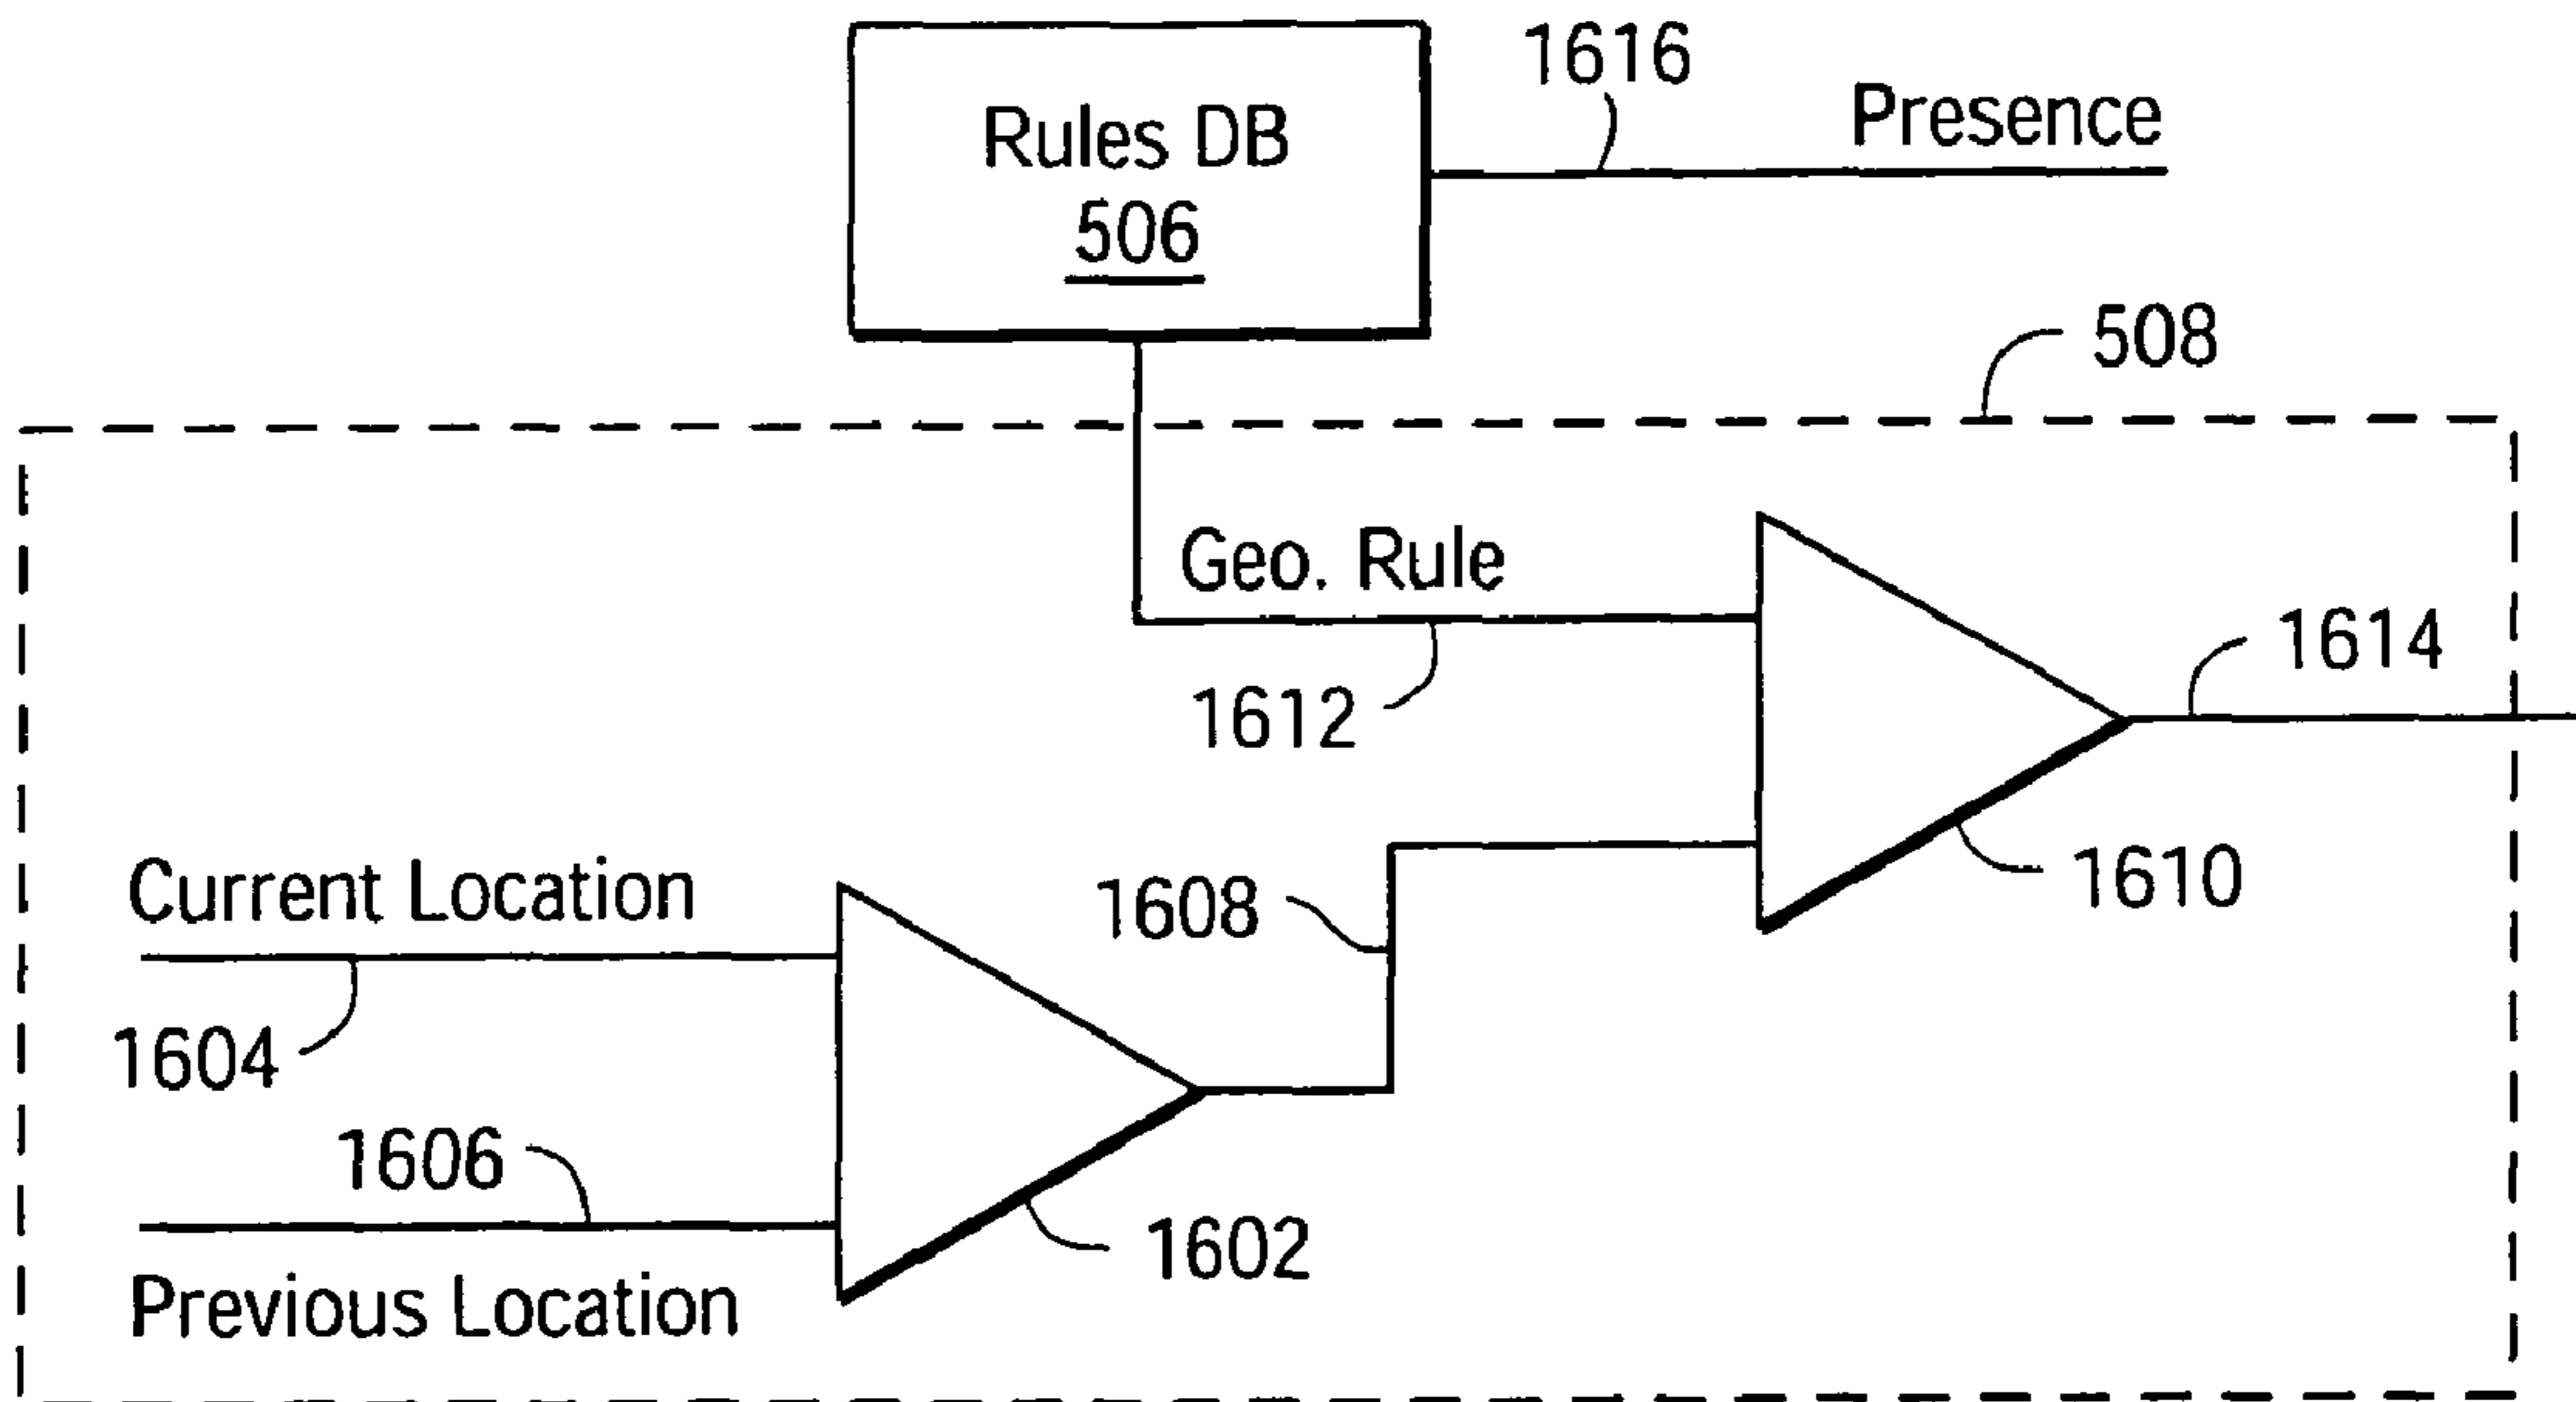 1616
Presence
Rules DB
506
508
Geo. Rule
1614
1612
Current Location
1608
1610
1604
1606
1602
Previous Location